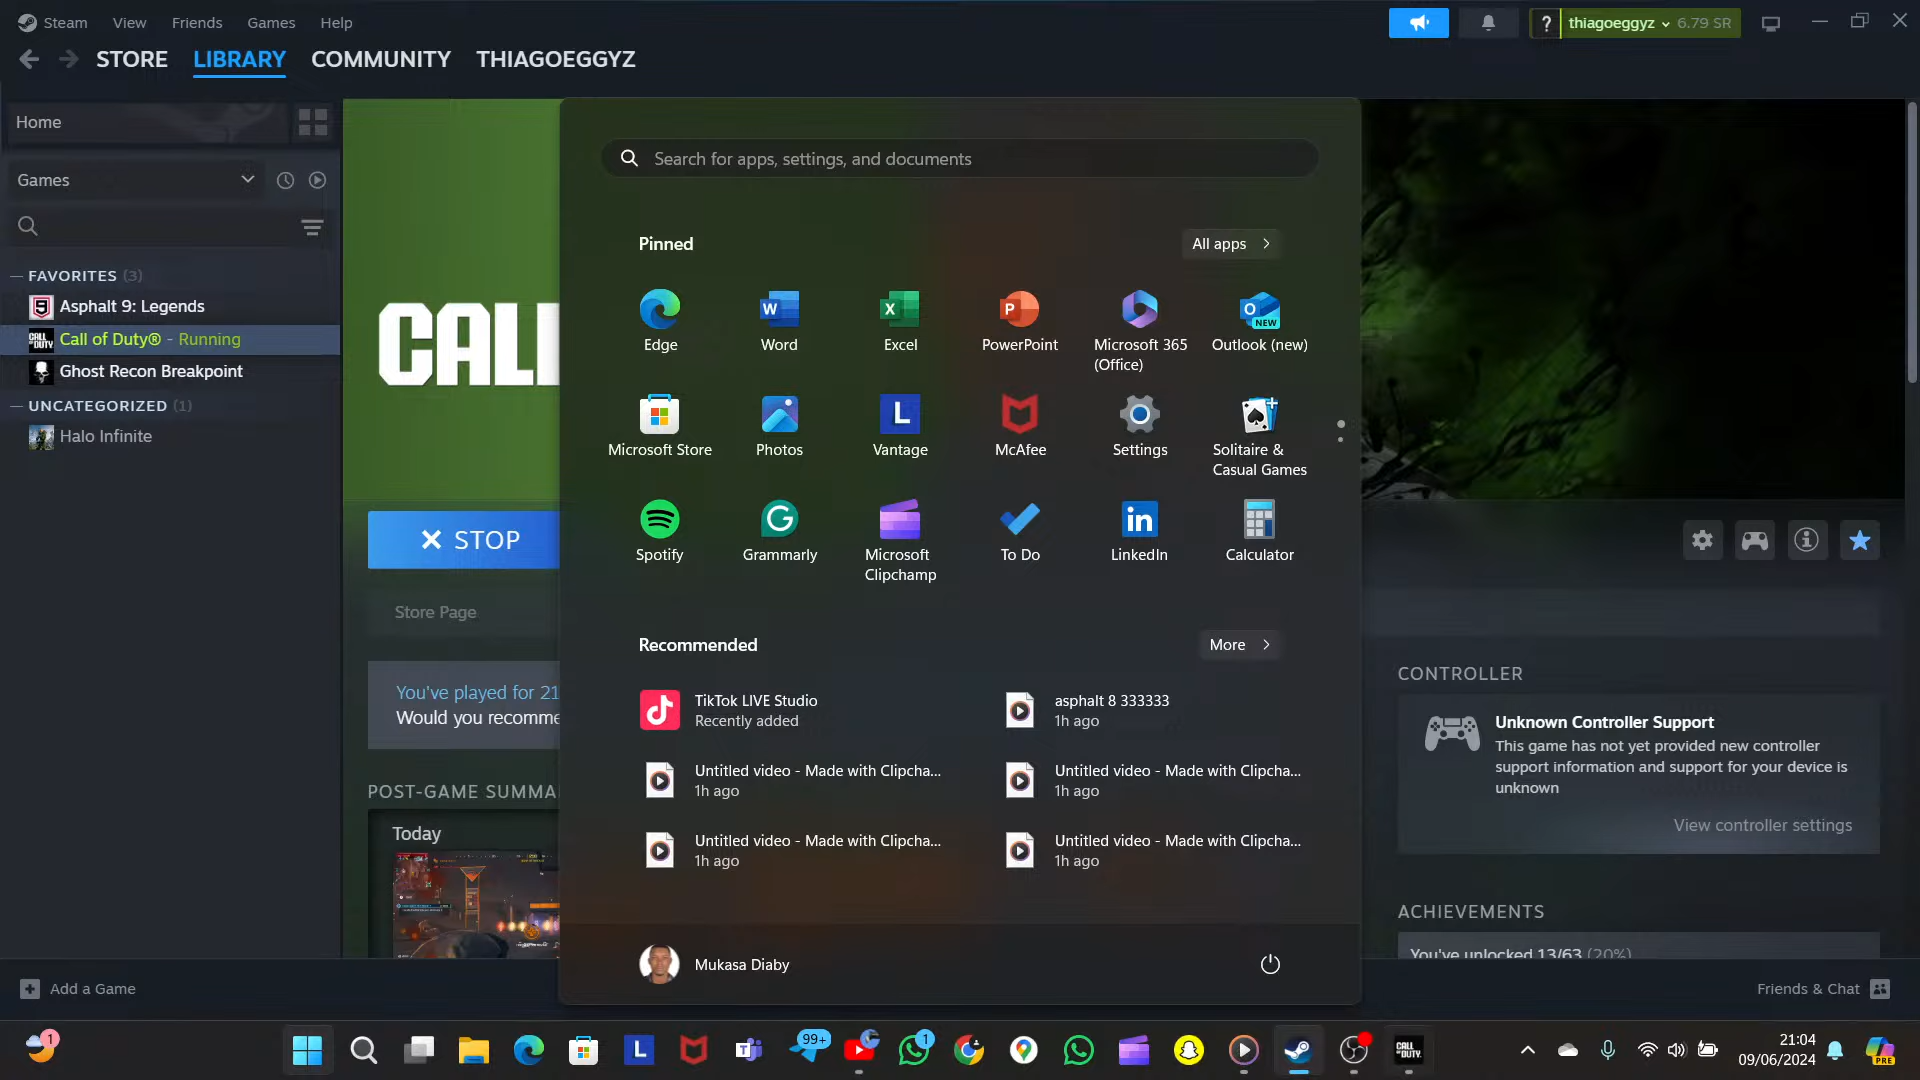 Steam View Friends Games Help
thiagoeggyz 6.79 SR
STORE LIBRARY COMMUNITY THIAGOEGGYZ
Home
Games
FAVORITES (3)
Asphalt 9: Legends
Call of Duty® - Running
Ghost Recon Breakpoint
UNCATEGORIZED (1)
Halo Infinite
Add a Game
CALL
STOP
Store Page
You've played for 21
Would you recomme
POST-GAME SUMMA
Today
Search for apps, settings, and documents
Pinned
All apps
Edge
Word
Excel
PowerPoint
Microsoft 365
(Office)
Outlook (new)
NEW
Microsoft Store
Photos
Vantage
McAfee
Settings
Solitaire &
Casual Games
Spotify
Grammarly
Microsoft
Clipchamp
To Do
LinkedIn
Calculator
Recommended
More
TikTok LIVE Studio
Recently added
asphalt 8 333333
1h ago
Untitled video - Made with Clipcha...
1h ago
Untitled video - Made with Clipcha...
1h ago
Untitled video - Made with Clipcha...
1h ago
Untitled video - Made with Clipcha...
1h ago
Mukasa Diaby
CONTROLLER
Unknown Controller Support
This game has not yet provided new controller
support information and support for your device is
unknown
View controller settings
ACHIEVEMENTS
You've unlocked 13/63 (20%)
Friends & Chat
1
99+
1
CALL OF DUTY
21:04
09/06/2024
PRE